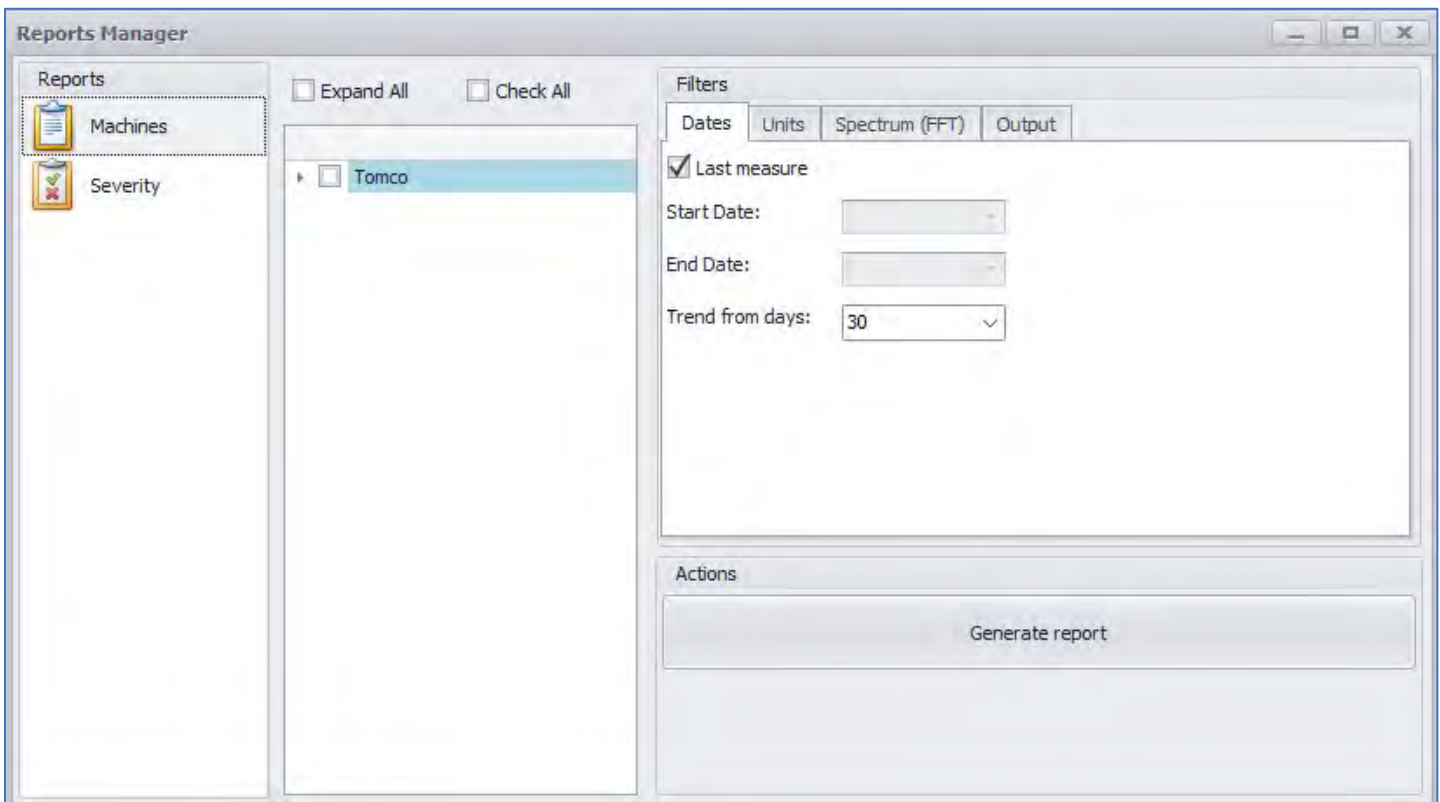 Reports Manager
Reports
Machines
Severity
Expand All
Check All
Tomco
Filters
Dates
Units
Spectrum (FFT)
Output
Last measure
Start Date:
End Date:
Trend from days:
30
Actions
Generate report